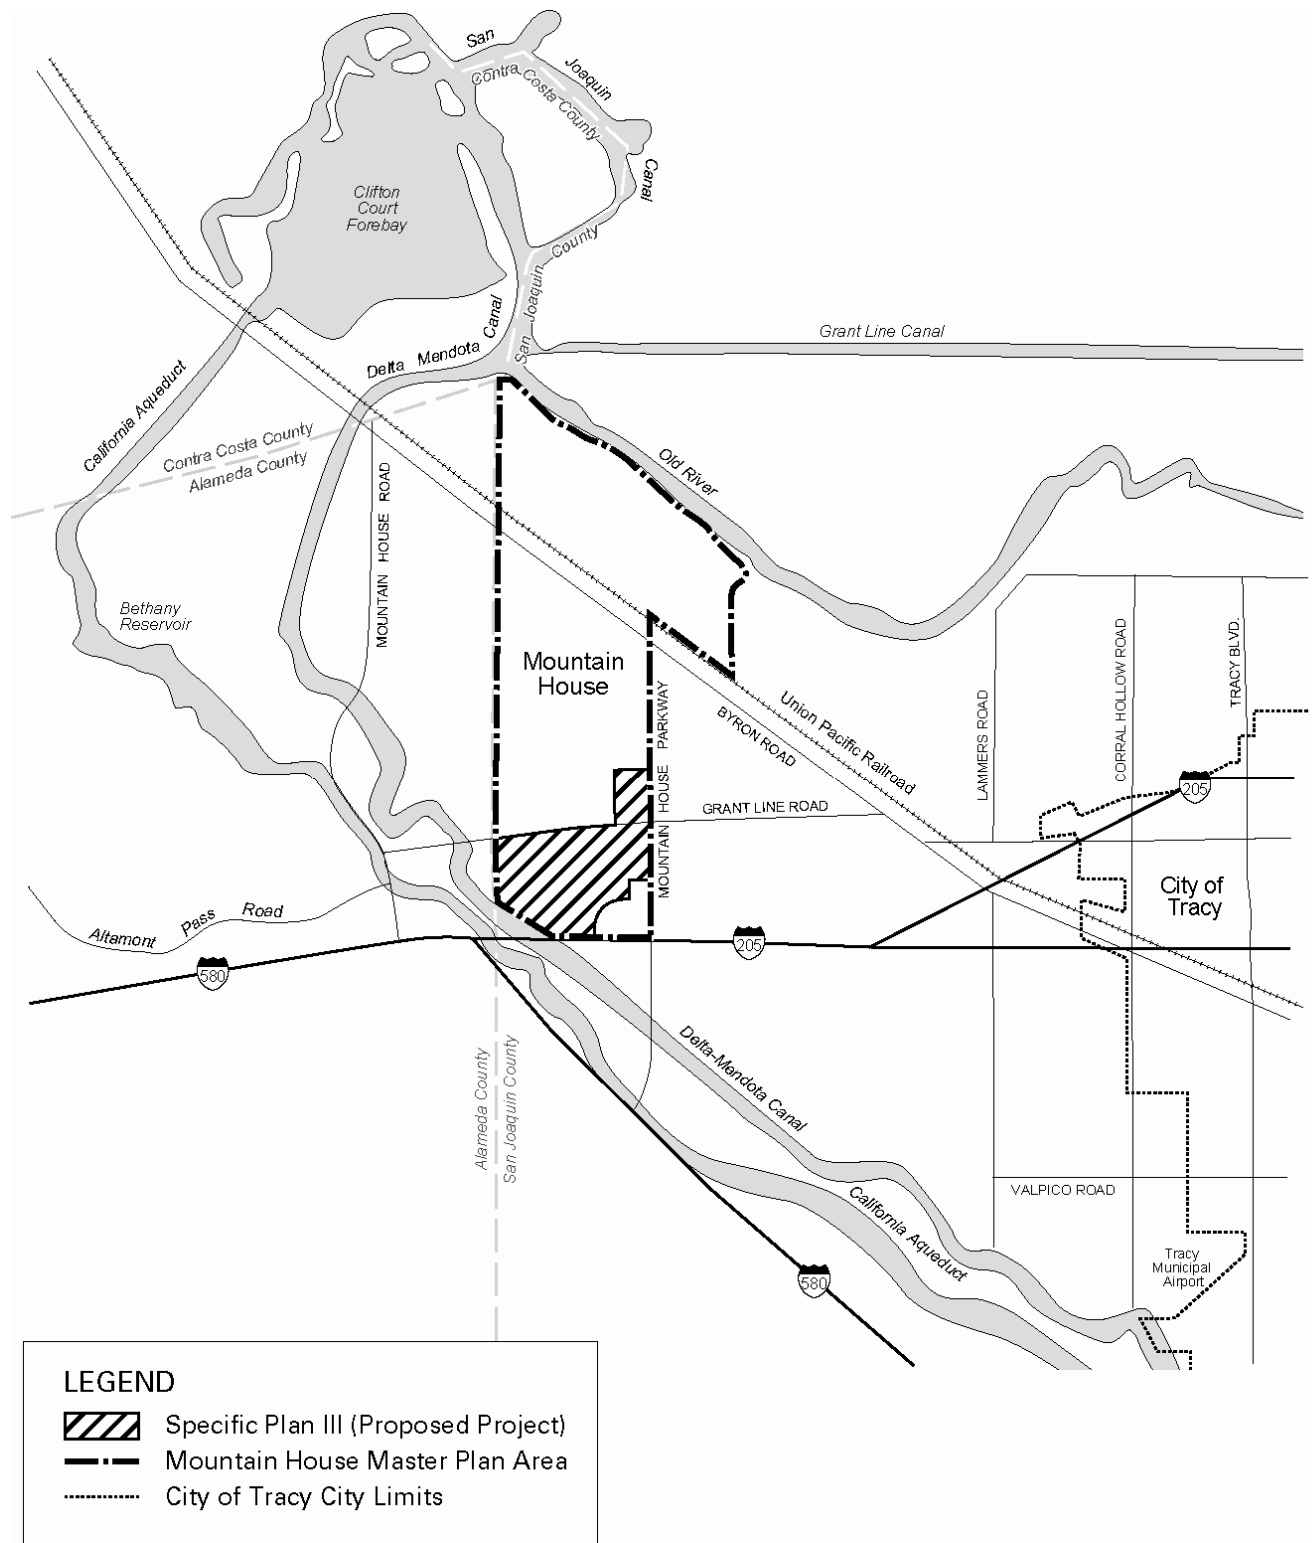 San
Joaquin
Canal
Contra Costa County
Clifton
Court
Forebay
San Joaquin County
Grant Line Canal
Delta Mendota Canal
California Aqueduct
Contra Costa County
Alameda County
Old River
MOUNTAIN HOUSE ROAD
Bethany
Reservoir
Mountain
House
MOUNTAIN HOUSE PARKWAY
Union Pacific Railroad
BYRON ROAD
LAMMERS ROAD
CORRAL HOLLOW ROAD
TRACY BLVD.
205
GRANT LINE ROAD
City of
Tracy
Altamont Pass Road
580
205
Alameda County
San Joaquin County
Delta-Mendota Canal
California Aqueduct
VALPICO ROAD
Tracy
Municipal
Airport
580
LEGEND
Specific Plan III (Proposed Project)
Mountain House Master Plan Area
City of Tracy City Limits